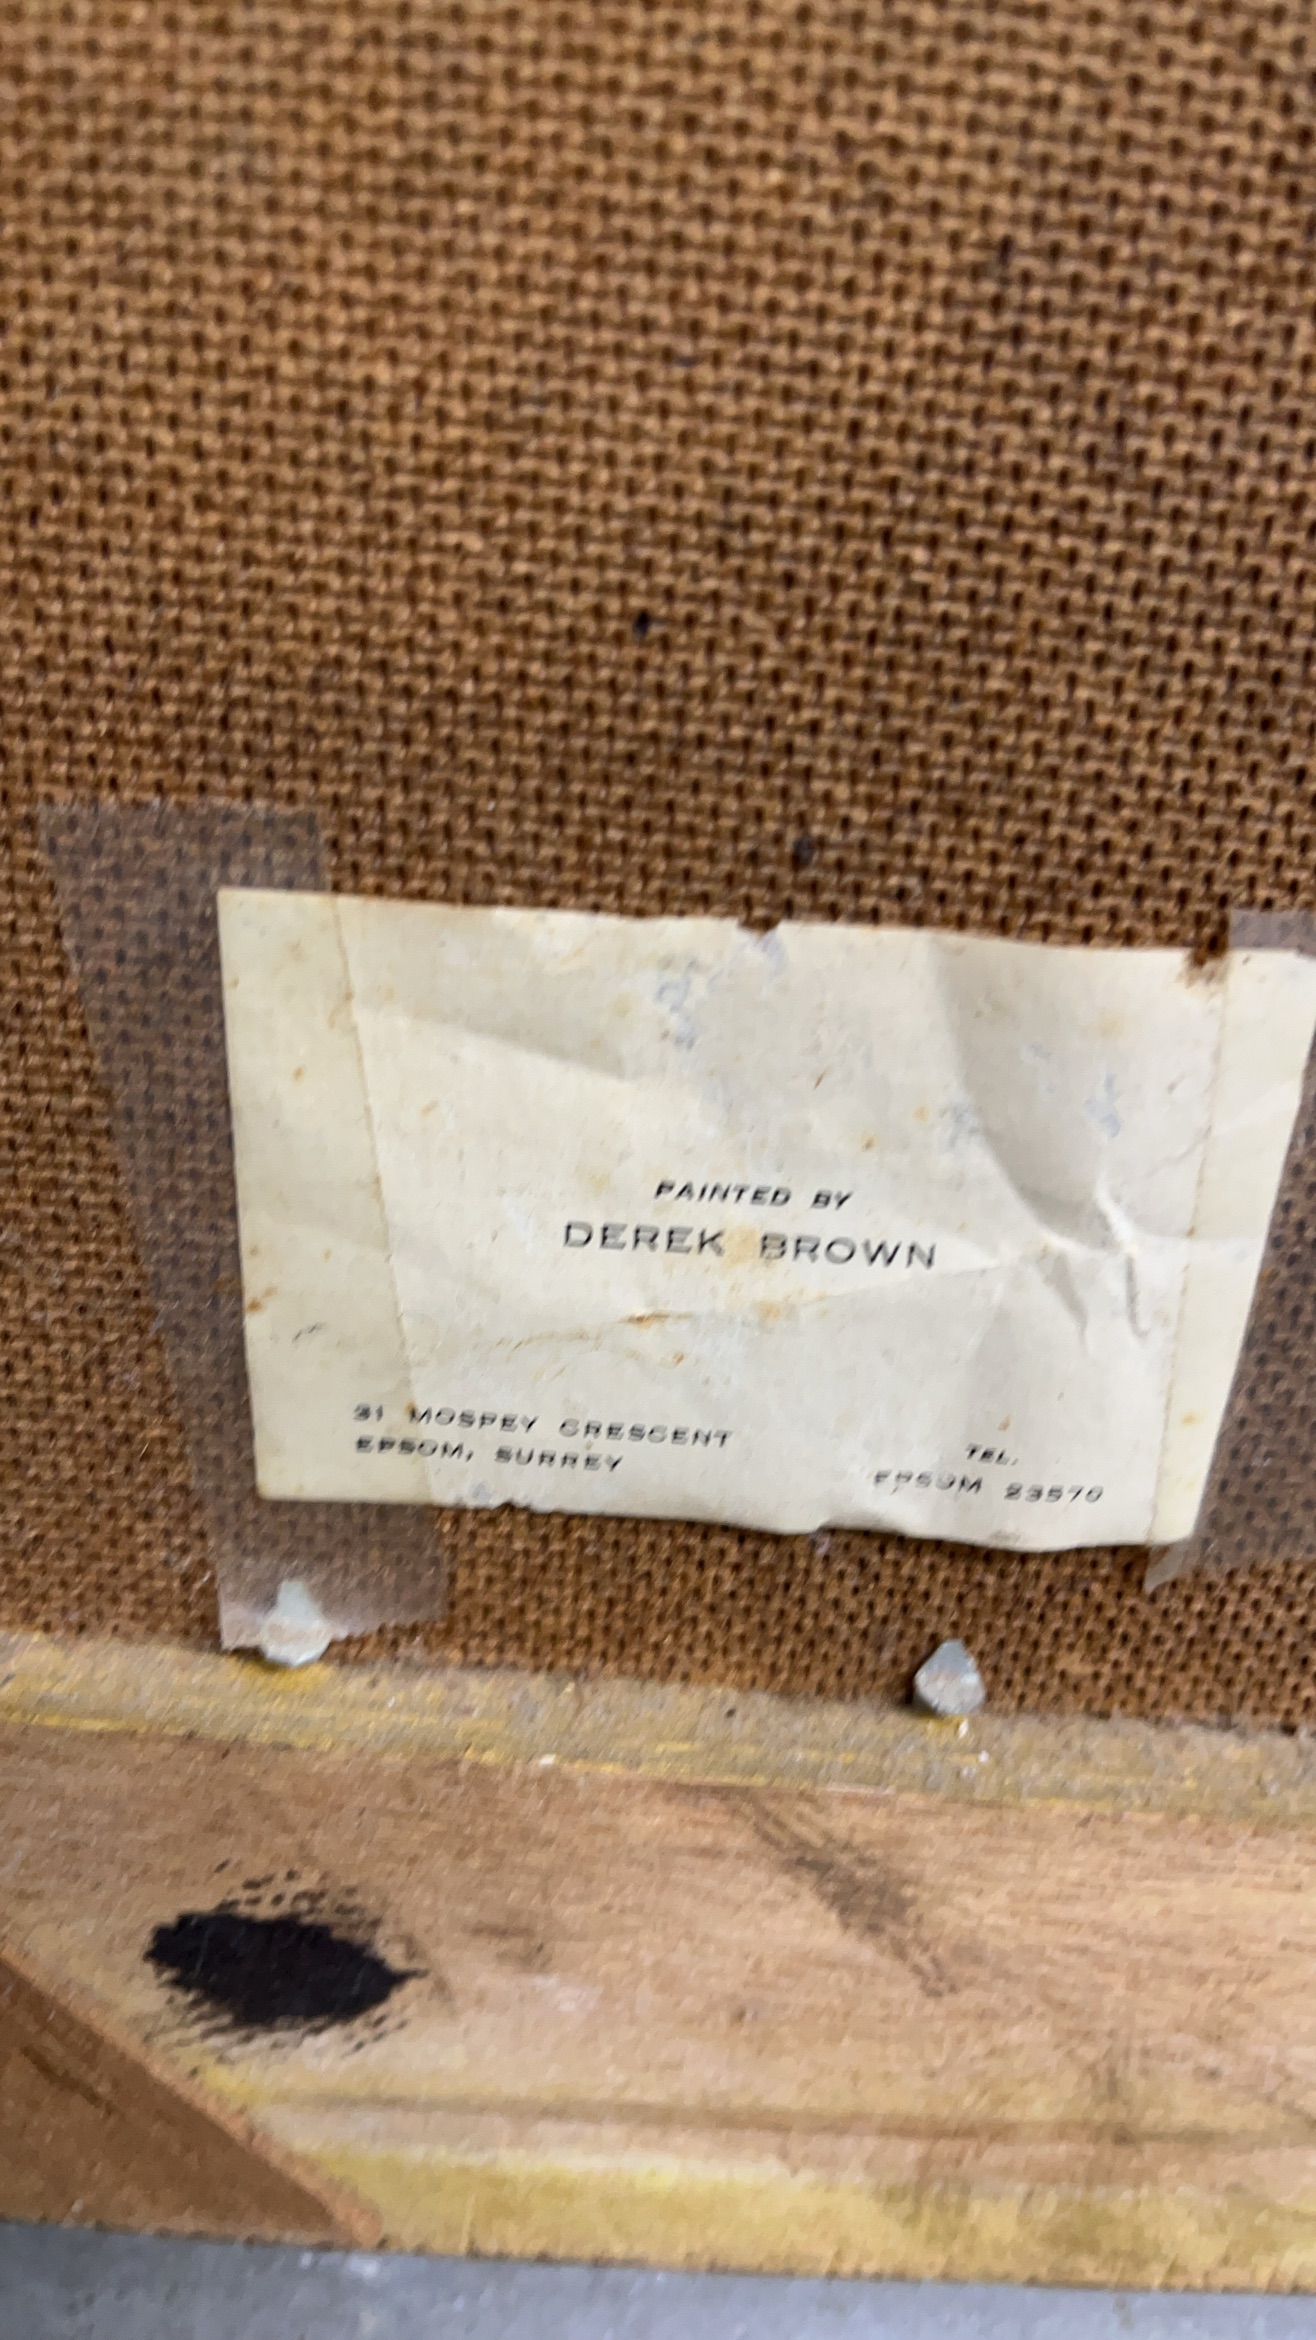 PAINTED BY
DEREK BROWN
31 MOSPEY CRESCENT
EPSOM, SURREY
TEL.
EPSOM 23570